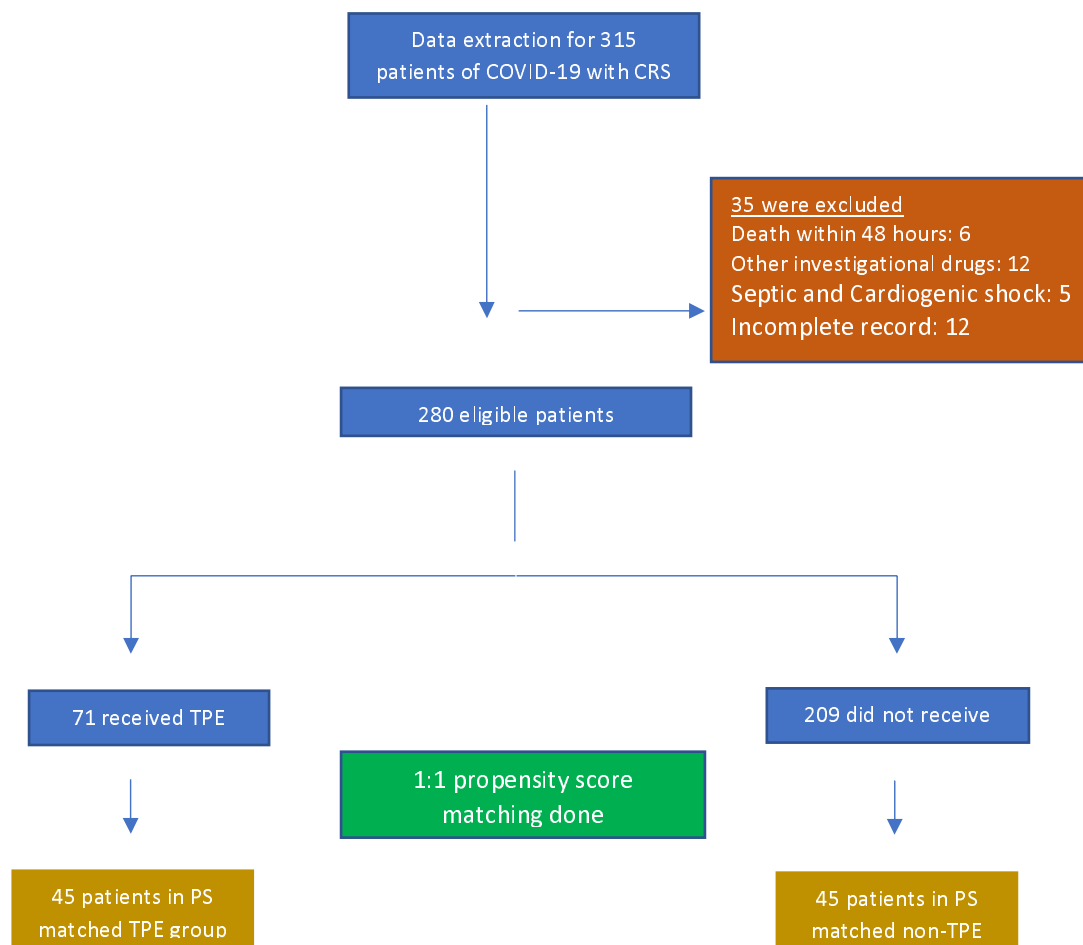 Data extraction for 315
patients of COVID-19 with CRS
35 were excluded
Death within 48 hours: 6
Other investigational drugs: 12
Septic and Cardiogenic shock: 5
Incomplete record: 12
280 eligible patients
71 received TPE
209 did not receive
1:1 propensity score
matching done
45 patients in PS
matched TPE group
45 patients in PS
matched non-TPE